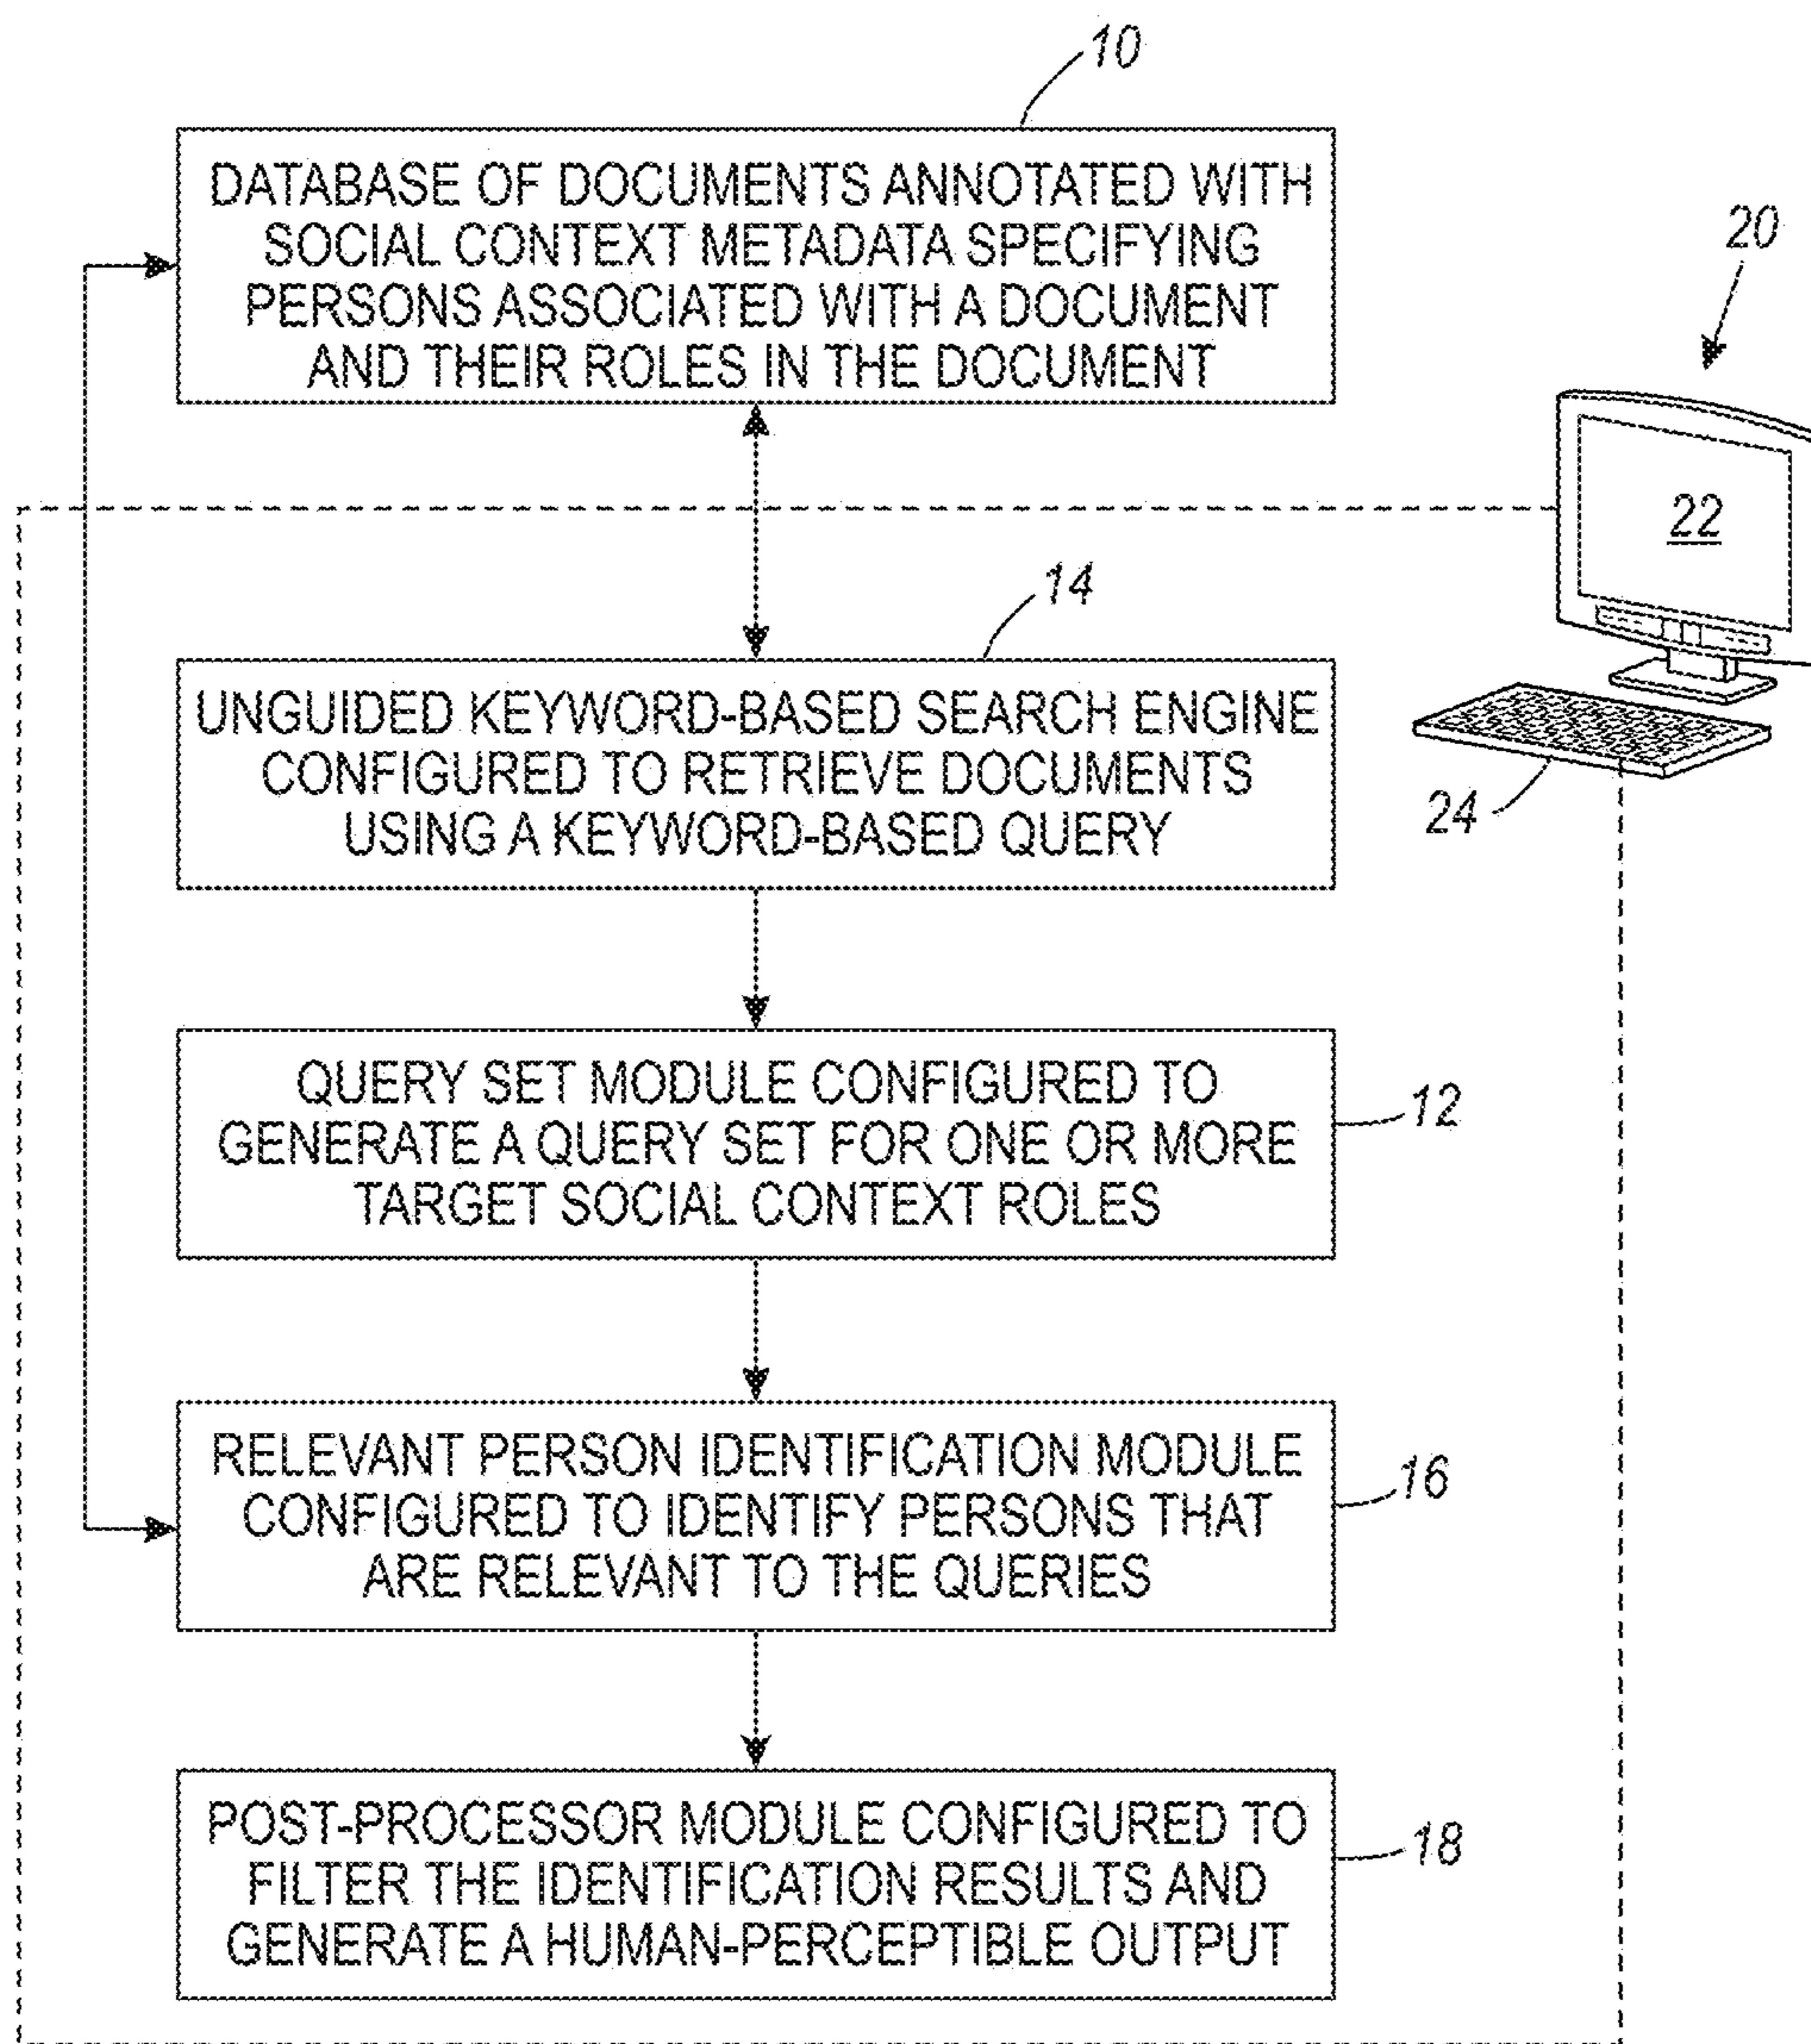 10
DATABASE OF DOCUMENTS ANNOTATED WITH
SOCIAL CONTEXT METADATA SPECIFYING
PERSONS ASSOCIATED WITH A DOCUMENT
AND THEIR ROLES IN THE DOCUMENT
20
22
14
UNGUIDED KEYWORD-BASED SEARCH ENGINE
CONFIGURED TO RETRIEVE DOCUMENTS
USING A KEYWORD-BASED QUERY
24
QUERY SET MODULE CONFIGURED TO
GENERATE A QUERY SET FOR ONE OR MORE
TARGET SOCIAL CONTEXT ROLES
12
RELEVANT PERSON IDENTIFICATION MODULE
CONFIGURED TO IDENTIFY PERSONS THAT
ARE RELEVANT TO THE QUERIES
16
POST-PROCESSOR MODULE CONFIGURED TO
FILTER THE IDENTIFICATION RESULTS AND
GENERATE A HUMAN-PERCEPTIBLE OUTPUT
18